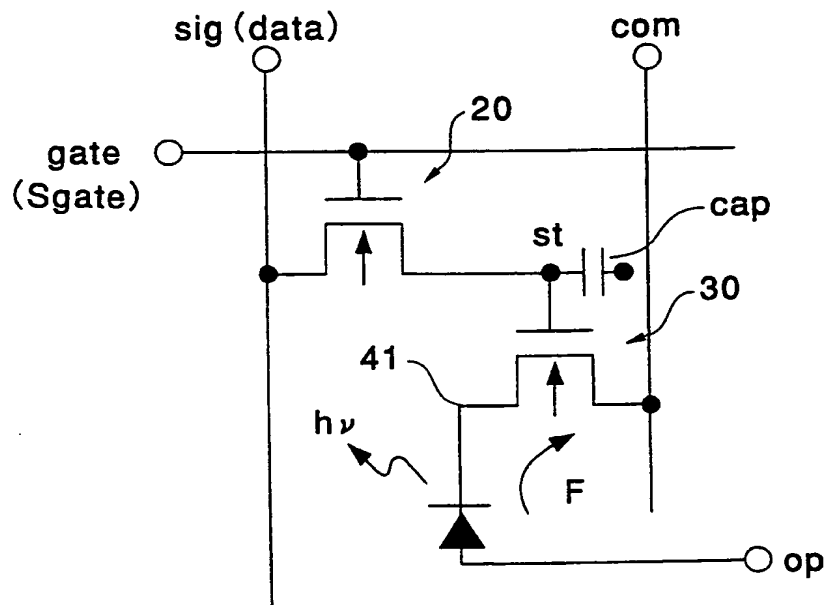 sig (data)
com
20
gate
(Sgate)
cap
st
30
41
hν
F
op